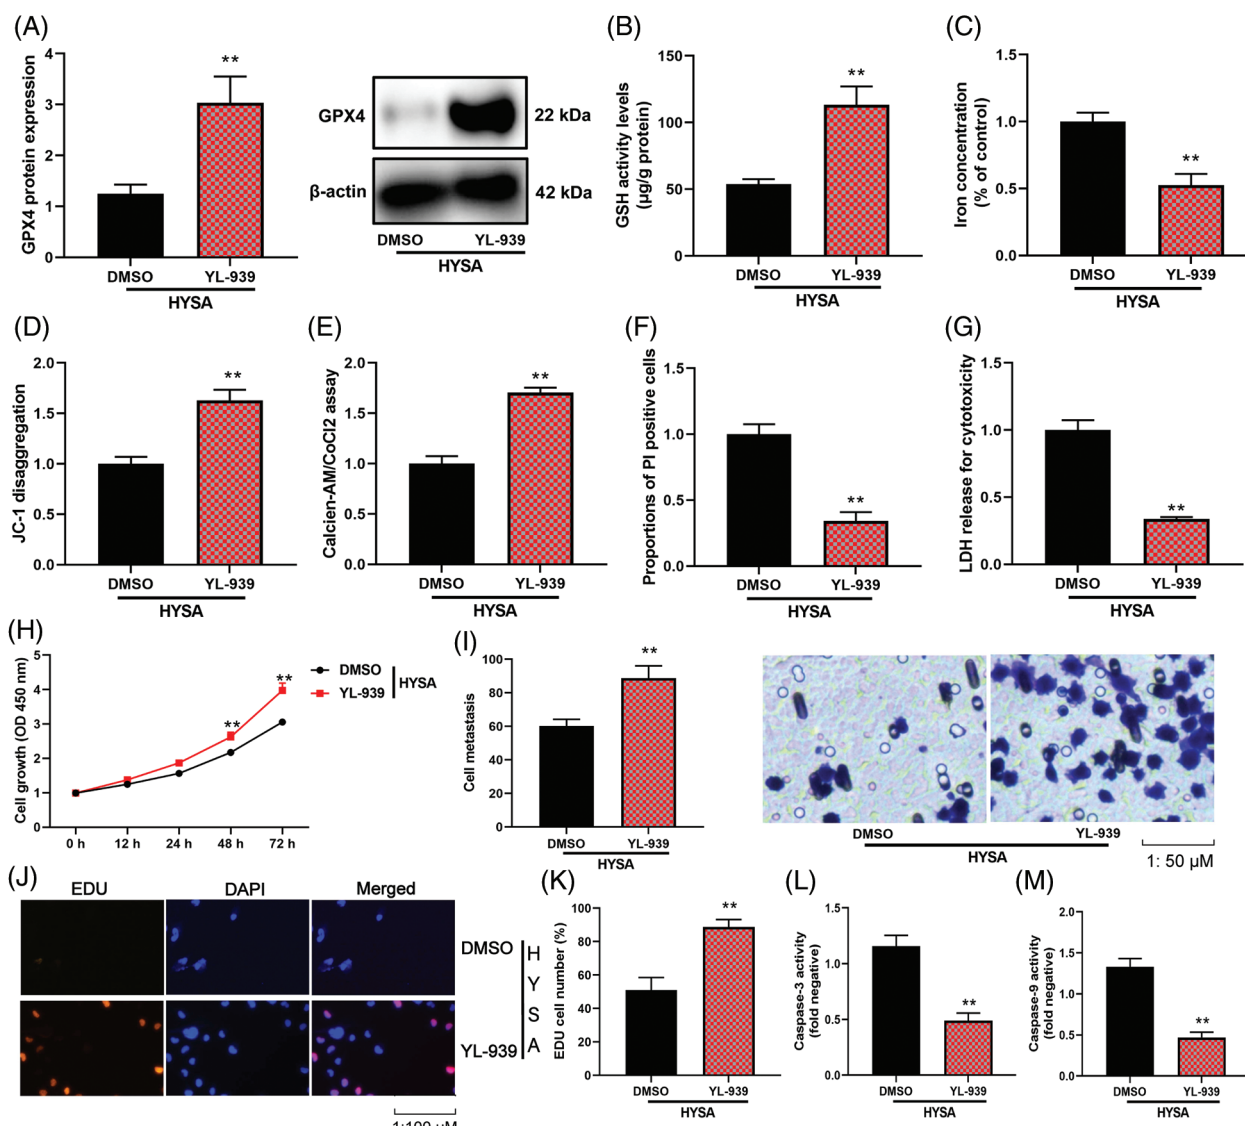 (A)
GPX4 protein expression
4
3
2
1
0
**
DMSO
YL-939
HYSA
GPX4
22 kDa
β-actin
42 kDa
DMSO
YL-939
HYSA
(B)
GSH activity levels
(μg/g protein)
150
100
50
0
**
DMSO
YL-939
HYSA
(C)
Iron concentration
(% of control)
1.5
1.0
0.5
0.0
**
DMSO
YL-939
HYSA
(D)
JC-1 disaggregation
2.0
1.5
1.0
0.5
0.0
**
DMSO
YL-939
HYSA
(E)
Calcien-AM/CoCl2 assay
2.0
1.5
1.0
0.5
0.0
**
DMSO
YL-939
HYSA
(F)
Proportions of PI positive cells
1.5
1.0
0.5
0.0
**
DMSO
YL-939
HYSA
(G)
LDH release for cytotoxicity
1.5
1.0
0.5
0.0
**
DMSO
YL-939
HYSA
(H)
Cell growth (OD 450 nm)
5
4
3
2
1
0
**
**
0 h
12 h
24 h
48 h
72 h
DMSO
YL-939
HYSA
(I)
Cell metastasis
100
80
60
40
20
0
**
DMSO
YL-939
HYSA
DMSO
YL-939
HYSA
1: 50 μM
(J)
EDU
DAPI
Merged
DMSO
YL-939
H
Y
S
A
1:100 μM
(K)
EDU cell number (%)
100
80
60
40
20
0
**
DMSO
YL-939
HYSA
(L)
Caspase-3 activity
(fold negative)
1.5
1.0
0.5
0.0
**
DMSO
YL-939
HYSA
(M)
Caspase-9 activity
(fold negative)
2.0
1.5
1.0
0.5
0.0
**
DMSO
YL-939
HYSA